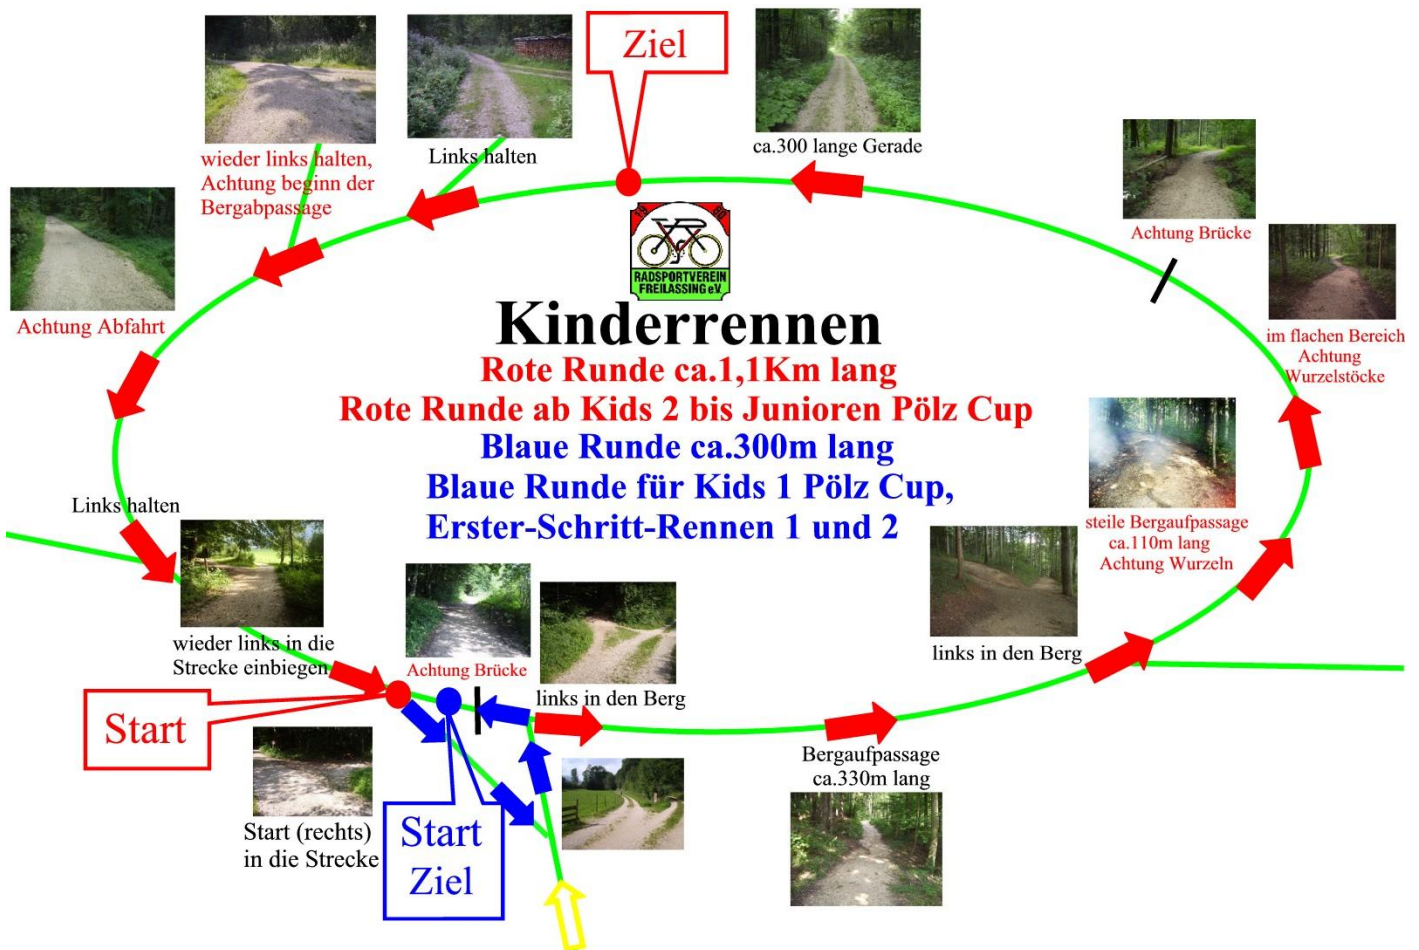 Ziel
wieder links halten,
Achtung beginn der
Bergabpassage
Links halten
ca.300 lange Gerade
Achtung Brücke
im flachen Bereich
Achtung
Wurzelstöcke
Achtung Abfahrt
19 80
RADSPORTVEREIN
FREILASSING e.V.
Kinderrennen
Rote Runde ca.1,1Km lang
Rote Runde ab Kids 2 bis Junioren Pölz Cup
Blaue Runde ca.300m lang
Blaue Runde für Kids 1 Pölz Cup,
Erster-Schritt-Rennen 1 und 2
steile Bergaufpassage
ca.110m lang
Achtung Wurzeln
Links halten
wieder links in die
Strecke einbiegen
Achtung Brücke
links in den Berg
links in den Berg
Start
Start (rechts)
in die Strecke
Start
Ziel
Bergaufpassage
ca.330m lang